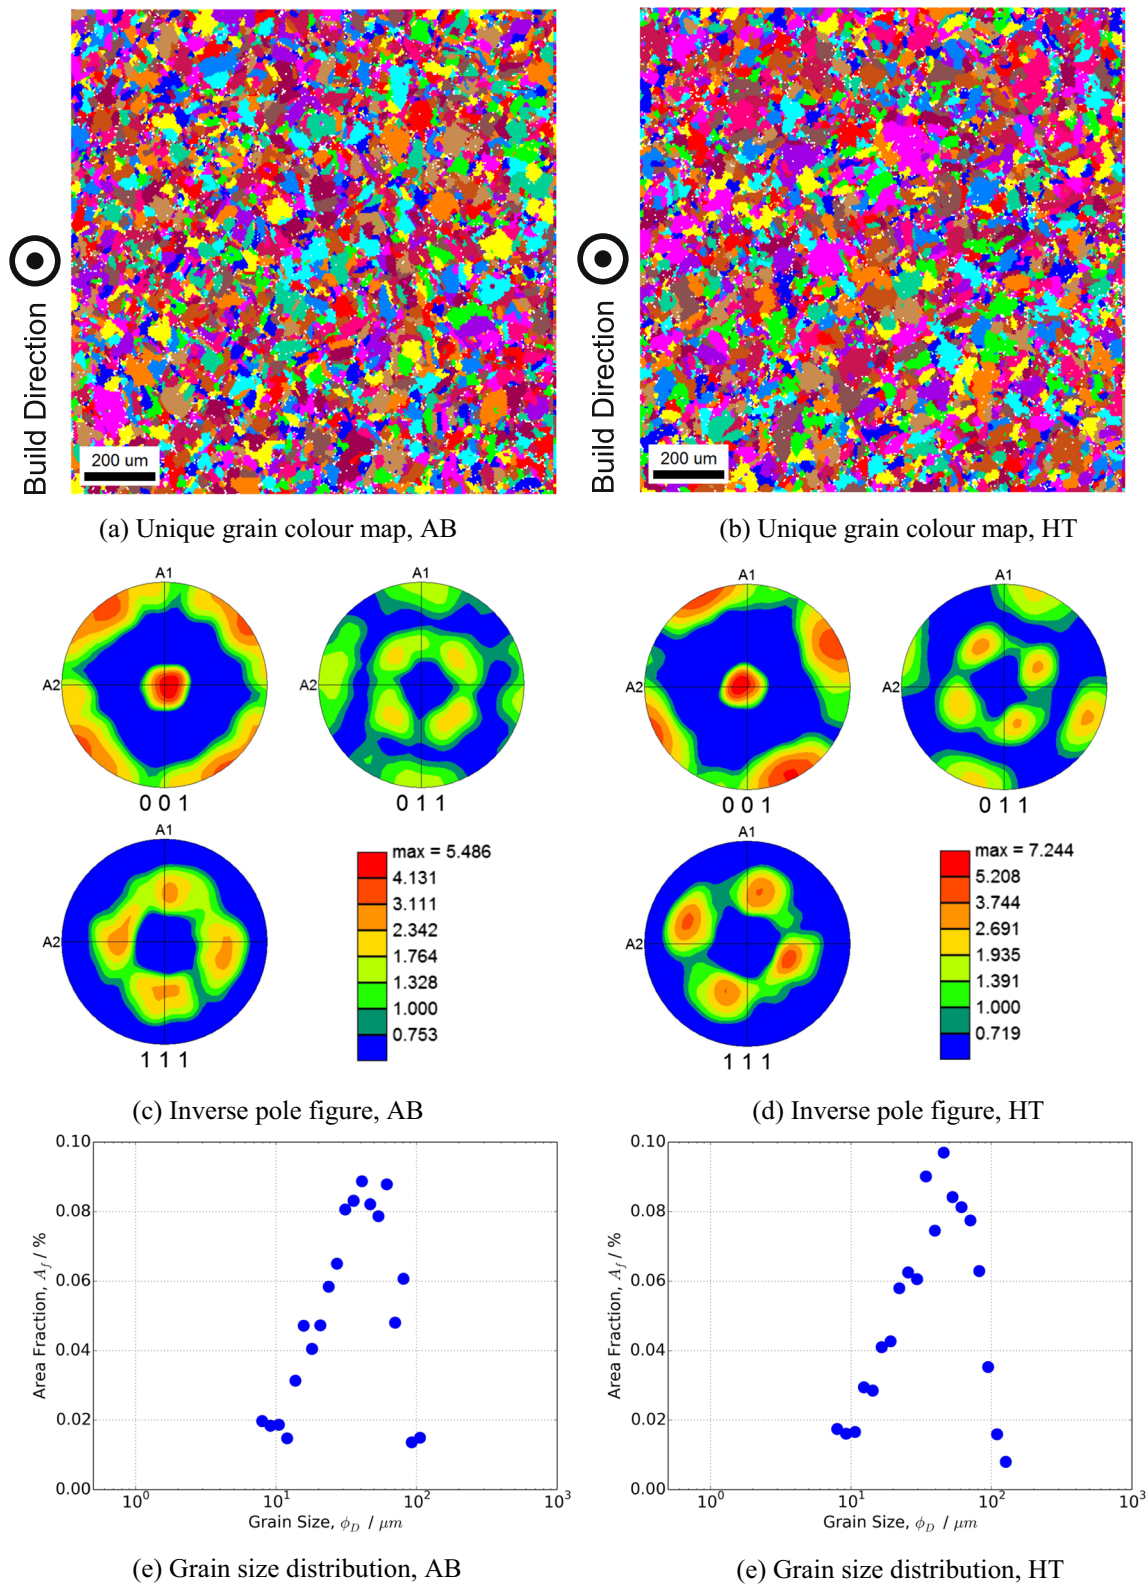 Build Direction
200 um
Build Direction
200 um
(a) Unique grain colour map, AB
(b) Unique grain colour map, HT
A1
A2
0 0 1
A1
0 1 1
A1
A2
0 0 1
A1
A2
0 1 1
A1
A2
1 1 1
max = 5.486
4.131
3.111
2.342
1.764
1.328
1.000
0.753
A1
A2
1 1 1
max = 7.244
5.208
3.744
2.691
1.935
1.391
1.000
0.719
(c) Inverse pole figure, AB
(d) Inverse pole figure, HT
0.10
0.08
0.06
0.04
0.02
0.00
Area Fraction, A_f / %
10^0
10^1
10^2
10^3
Grain Size, ϕ_D / μm
0.10
0.08
0.06
0.04
0.02
0.00
Area Fraction, A_f / %
10^0
10^1
10^2
10^3
Grain Size, ϕ_D / μm
(e) Grain size distribution, AB
(e) Grain size distribution, HT